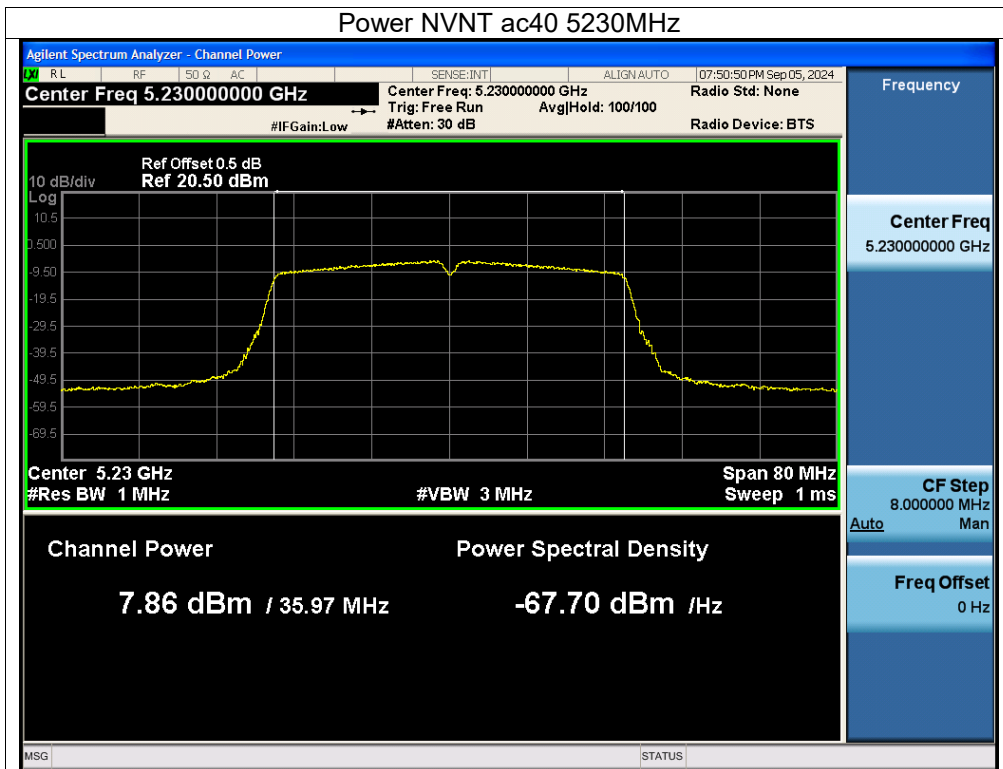 Power NVNT ac40 5230MHz
Agilent Spectrum Analyzer - Channel Power
LXI RL RF 50 Ω AC SENSE:INT ALIGN AUTO 07:50:50 PM Sep 05, 2024
Center Freq 5.230000000 GHz
Center Freq: 5.230000000 GHz
Radio Std: None
Trig: Free Run Avg|Hold: 100/100
#IFGain:Low
#Atten: 30 dB
Radio Device: BTS
Ref Offset 0.5 dB
10 dB/div Ref 20.50 dBm
Log
10.5
0.500
-9.50
-19.5
-29.5
-39.5
-49.5
-59.5
-69.5
Center 5.23 GHz Span 80 MHz
#Res BW 1 MHz #VBW 3 MHz Sweep 1 ms
Channel Power
Power Spectral Density
7.86 dBm / 35.97 MHz
-67.70 dBm /Hz
Frequency
Center Freq
5.230000000 GHz
CF Step
8.000000 MHz
Auto Man
Freq Offset
0 Hz
MSG STATUS